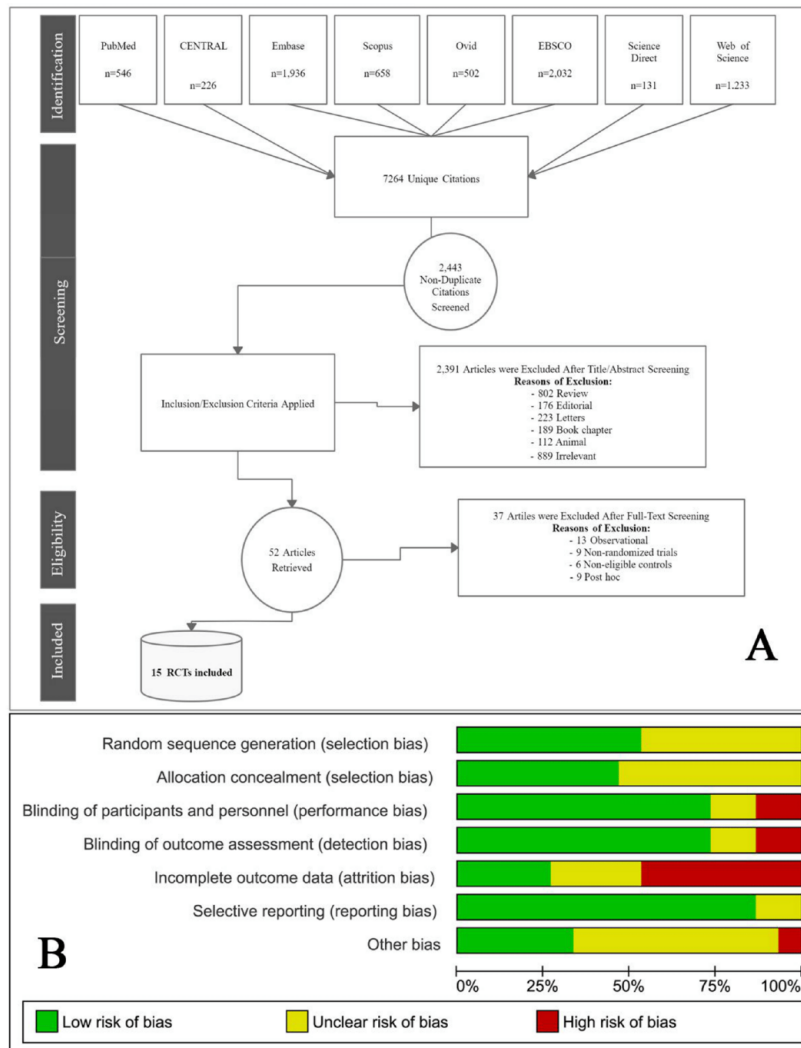 Identification
PubMed
n=546
CENTRAL
n=226
Embase
n=1,936
Scopus
n=658
Ovid
n=502
EBSCO
n=2,032
Science
Direct
n=131
Web of
Science
n=1,233
Screening
7264 Unique Citations
2,443
Non-Duplicate
Citations
Screened
Inclusion/Exclusion Criteria Applied
2,391 Articles were Excluded After Title/Abstract Screening
Reasons of Exclusion:
- 802 Review
- 176 Editorial
- 223 Letters
- 189 Book chapter
- 112 Animal
- 889 Irrelevant
Eligibility
52 Articles
Retrieved
37 Artiles were Excluded After Full-Text Screening
Reasons of Exclusion:
- 13 Observational
- 9 Non-randomized trials
- 6 Non-eligible controls
- 9 Post hoc
Included
15 RCTs included
A
Random sequence generation (selection bias)
Allocation concealment (selection bias)
Blinding of participants and personnel (performance bias)
Blinding of outcome assessment (detection bias)
Incomplete outcome data (attrition bias)
Selective reporting (reporting bias)
Other bias
B
0% 25% 50% 75% 100%
Low risk of bias Unclear risk of bias High risk of bias